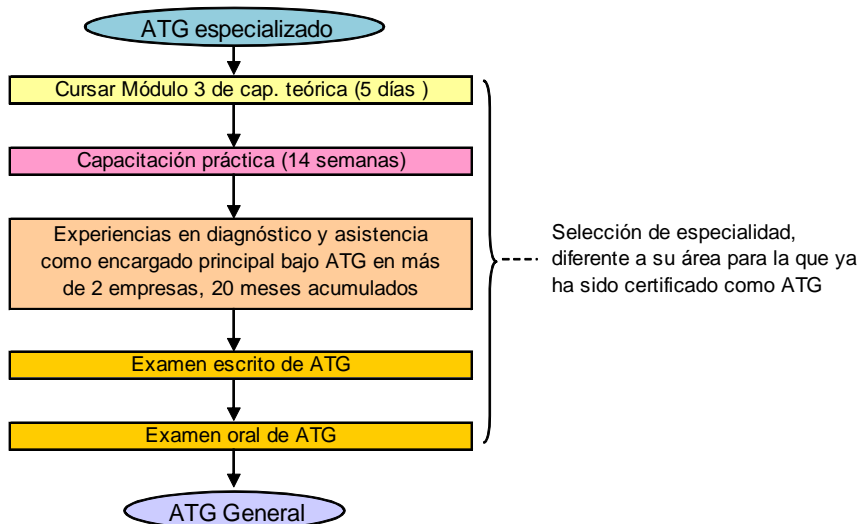 ATG especializado
Cursar Módulo 3 de cap. teórica (5 días )
Capacitación práctica (14 semanas)
Experiencias en diagnóstico y asistencia
como encargado principal bajo ATG en más
de 2 empresas, 20 meses acumulados
Selección de especialidad,
diferente a su área para la que ya
ha sido certificado como ATG
Examen escrito de ATG
Examen oral de ATG
ATG General